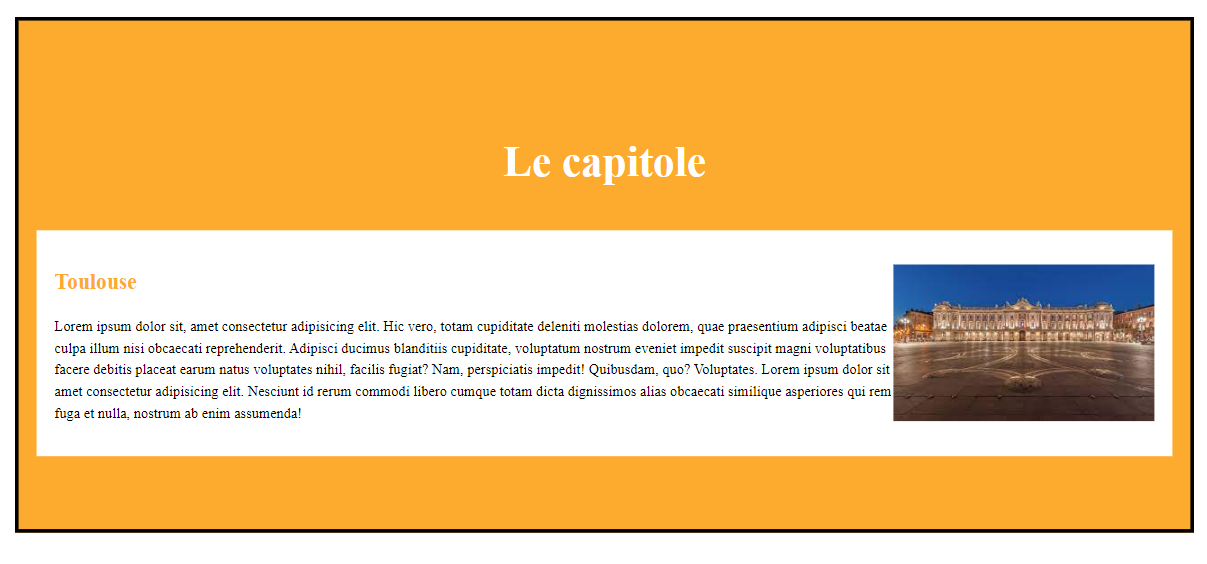 Le capitole
Toulouse
Lorem ipsum dolor sit, amet consectetur adipisicing elit. Hic vero, totam cupiditate deleniti molestias dolorem, quae praesentium adipisci beatae
culpa illum nisi obcaecati reprehenderit. Adipisci ducimus blanditiis cupiditate, voluptatum nostrum eveniet impedit suscipit magni voluptatibus
facere debitis placeat earum natus voluptates nihil, facilis fugiat? Nam, perspiciatis impedit! Quibusdam, quo? Voluptates. Lorem ipsum dolor sit
amet consectetur adipisicing elit. Nesciunt id rerum commodi libero cumque totam dicta dignissimos alias obcaecati similique asperiores qui rem
fuga et nulla, nostrum ab enim assumenda!